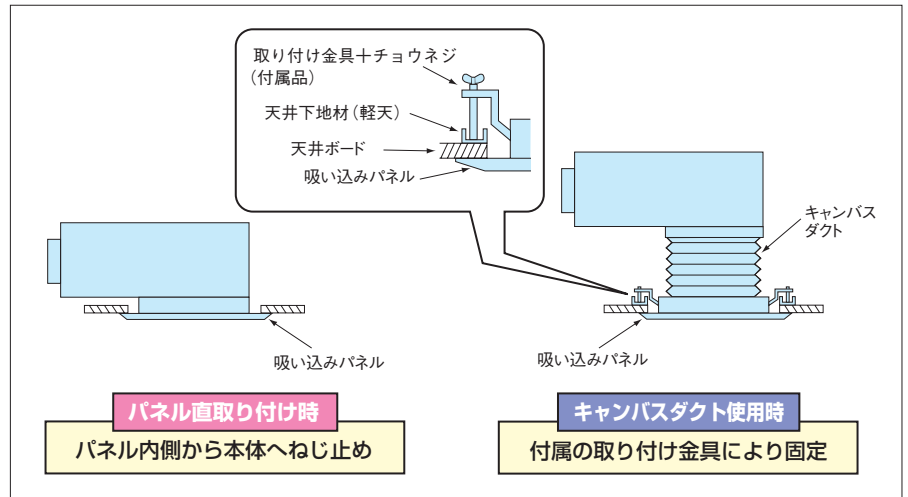 取り付け金具＋チョウネジ
（付属品）
天井下地材（軽天）
天井ボード
吸い込みパネル
キャンバス
ダクト
吸い込みパネル
吸い込みパネル
パネル直取り付け時
パネル内側から本体へねじ止め
キャンバスダクト使用時
付属の取り付け金具により固定